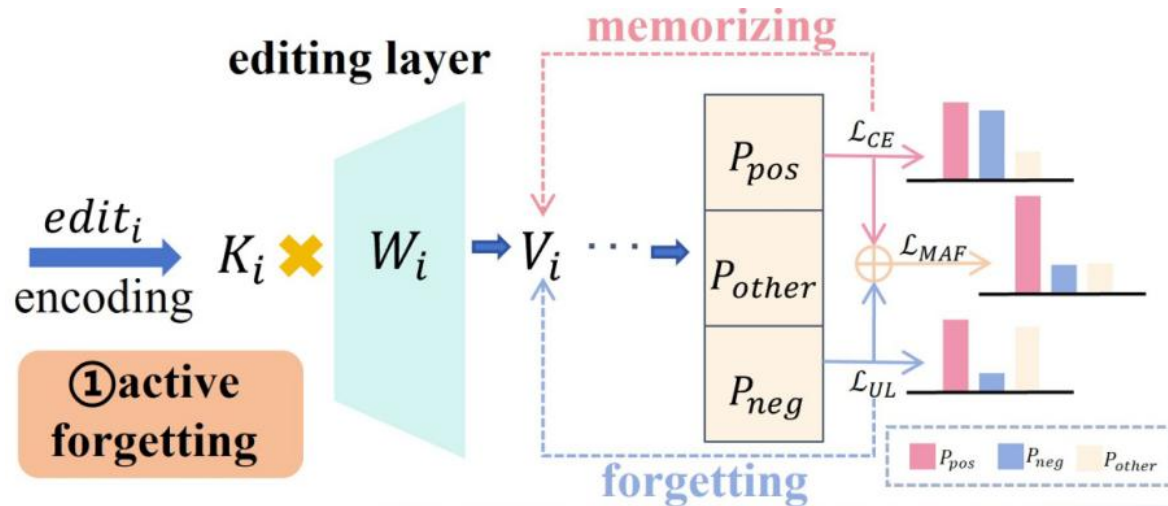 memorizing
editing layer
edit_i
encoding
K_i
W_i
V_i
...
P_pos
P_other
P_neg
ℒ_CE
ℒ_MAF
ℒ_UL
①active
forgetting
forgetting
P_pos P_neg P_other